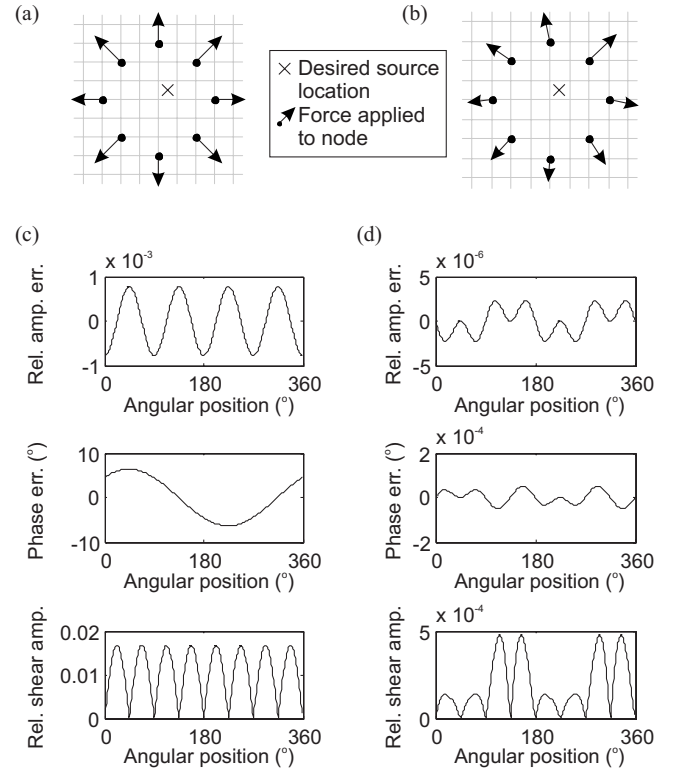 (a)
(b)
Desired source
location
Force applied
to node
(c)
(d)
x 10-3
Rel. amp. err.
1
0
-1
0 180 360
Angular position (o)
x 10-6
Rel. amp. err.
5
0
-5
0 180 360
Angular position (o)
Phase err. (o)
10
0
-10
0 180 360
Angular position (o)
x 10-4
Phase err. (o)
2
0
-2
0 180 360
Angular position (o)
Rel. shear amp.
0.02
0.01
0
0 180 360
Angular position (o)
x 10-4
Rel. shear amp.
5
0
0 180 360
Angular position (o)